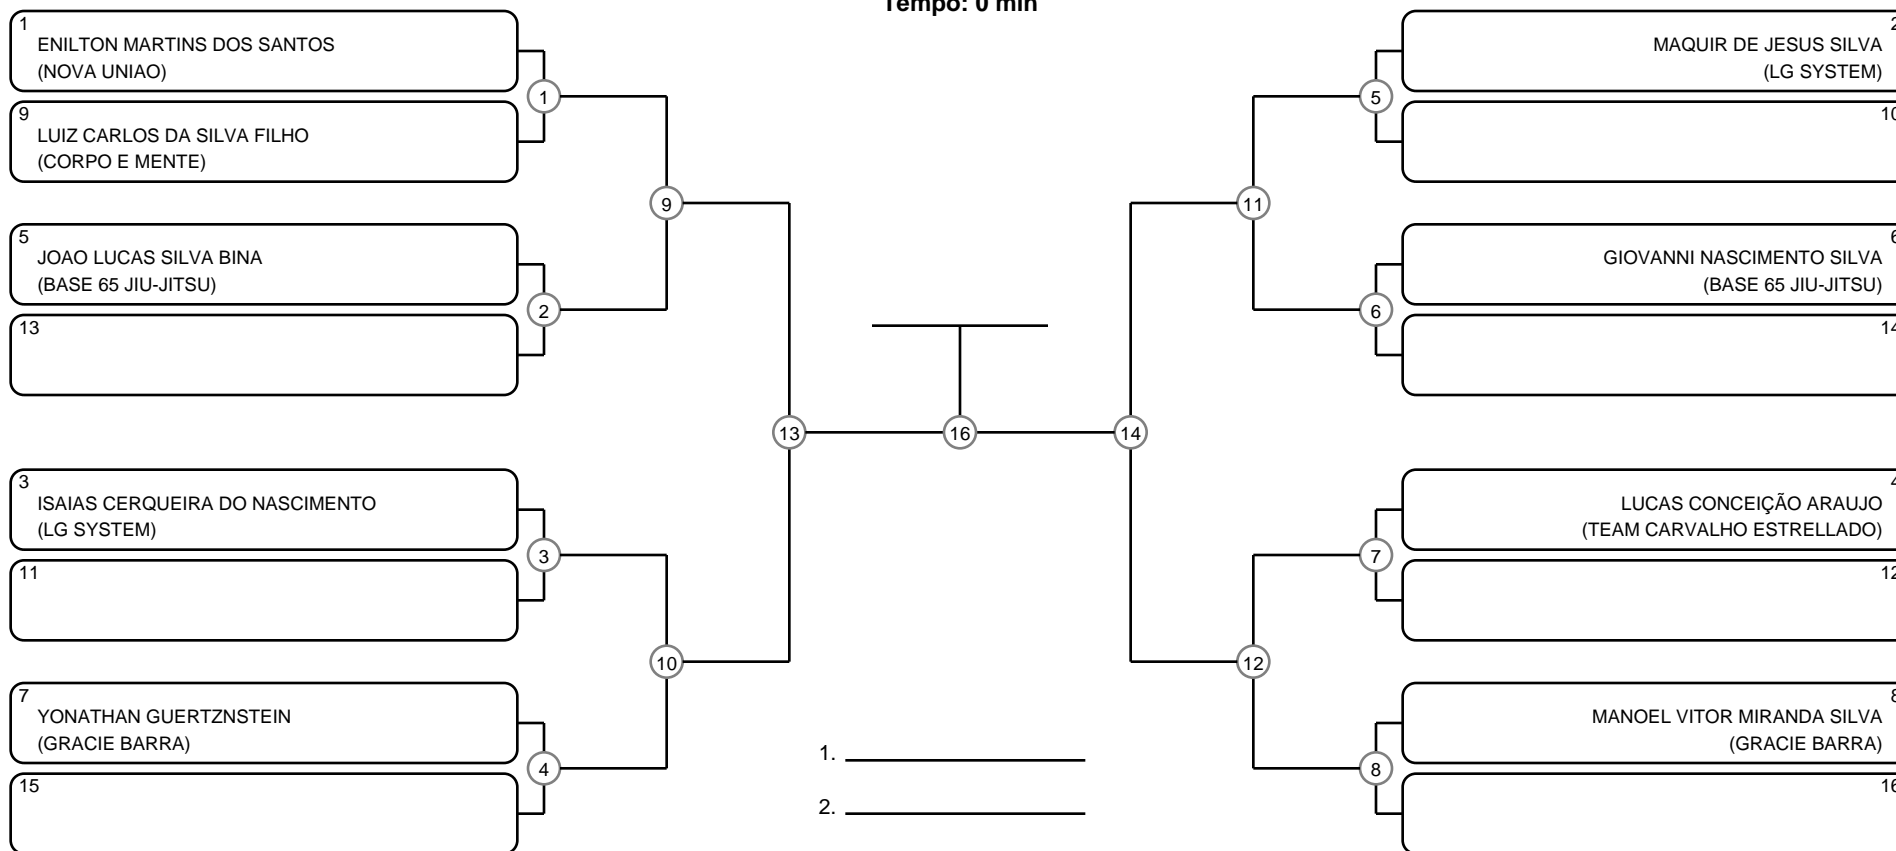 Tempo: 0 min
1
ENILTON MARTINS DOS SANTOS
(NOVA UNIAO)
9
LUIZ CARLOS DA SILVA FILHO
(CORPO E MENTE)
5
JOAO LUCAS SILVA BINA
(BASE 65 JIU-JITSU)
13
3
ISAIAS CERQUEIRA DO NASCIMENTO
(LG SYSTEM)
11
7
YONATHAN GUERTZNSTEIN
(GRACIE BARRA)
15
1
2
3
4
9
10
13
16
14
11
12
5
6
7
8
2
MAQUIR DE JESUS SILVA
(LG SYSTEM)
10
6
GIOVANNI NASCIMENTO SILVA
(BASE 65 JIU-JITSU)
14
4
LUCAS CONCEIÇÃO ARAUJO
(TEAM CARVALHO ESTRELLADO)
12
8
MANOEL VITOR MIRANDA SILVA
(GRACIE BARRA)
16
1.
2.